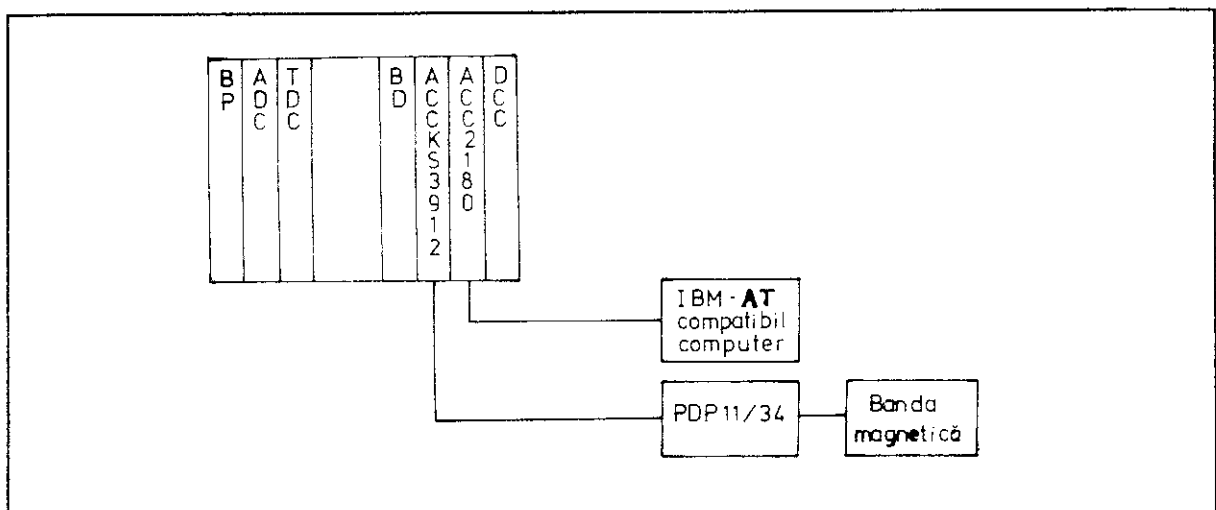 BP
ADC
TDC
BD
ACCKS3912
ACC2180
DCC
IBM - AT
compatibil
computer
PDP 11/34
Banda
magnetică